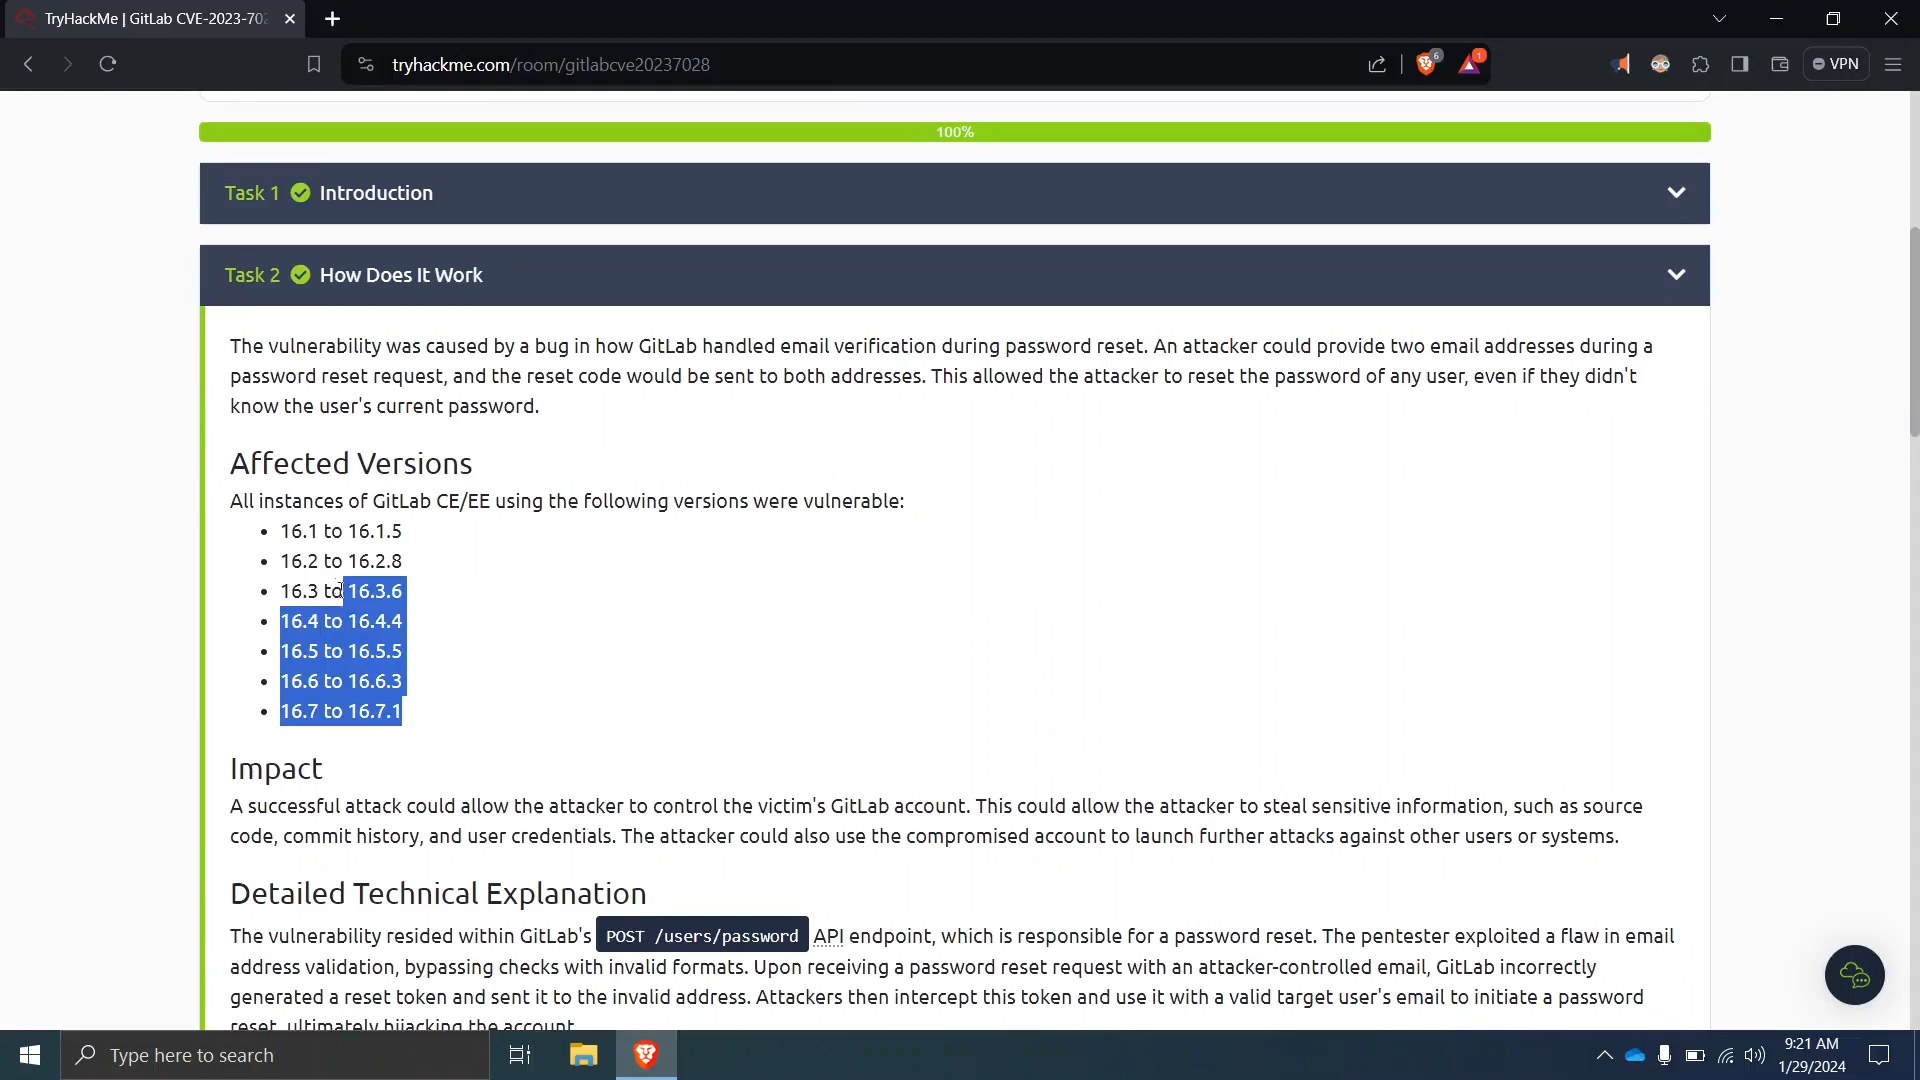 TryHackMe | GitLab CVE-2023-702
tryhackme.com/room/gitlabcve20237028
6
1
VPN
100%
Task 1 Introduction
Task 2 How Does It Work
The vulnerability was caused by a bug in how GitLab handled email verification during password reset. An attacker could provide two email addresses during a
password reset request, and the reset code would be sent to both addresses. This allowed the attacker to reset the password of any user, even if they didn't
know the user's current password.
Affected Versions
All instances of GitLab CE/EE using the following versions were vulnerable:
• 16.1 to 16.1.5
• 16.2 to 16.2.8
• 16.3 to 16.3.6
• 16.4 to 16.4.4
• 16.5 to 16.5.5
• 16.6 to 16.6.3
• 16.7 to 16.7.1
Impact
A successful attack could allow the attacker to control the victim's GitLab account. This could allow the attacker to steal sensitive information, such as source
code, commit history, and user credentials. The attacker could also use the compromised account to launch further attacks against other users or systems.
Detailed Technical Explanation
The vulnerability resided within GitLab's POST /users/password API endpoint, which is responsible for a password reset. The pentester exploited a flaw in email
address validation, bypassing checks with invalid formats. Upon receiving a password reset request with an attacker-controlled email, GitLab incorrectly
generated a reset token and sent it to the invalid address. Attackers then intercept this token and use it with a valid target user's email to initiate a password
reset, ultimately hijacking the account.
Type here to search
9:21 AM
1/29/2024